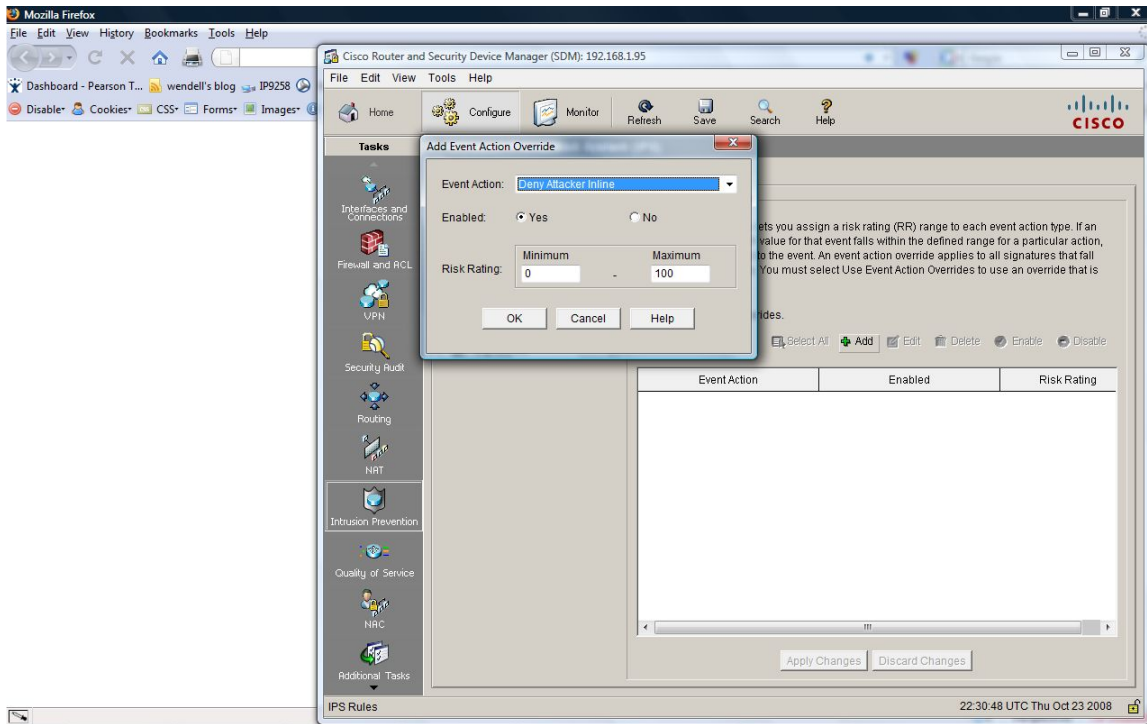 Mozilla Firefox
File Edit View History Bookmarks Tools Help
Dashboard - Pearson T... wendell's blog IP9258
Disable Cookies CSS Forms Images
Cisco Router and Security Device Manager (SDM): 192.168.1.95
File Edit View Tools Help
Home Configure Monitor Refresh Save Search Help
CISCO
Tasks
Interfaces and Connections
Firewall and ACL
VPN
Security Audit
Routing
NAT
Intrusion Prevention
Quality of Service
NAC
Additional Tasks
Add Event Action Override
Event Action: Deny Attacker Inline
Enabled: Yes No
Minimum Maximum
Risk Rating: 0 - 100
OK Cancel Help
ets you assign a risk rating (RR) range to each event action type. If an
value for that event falls within the defined range for a particular action,
to the event. An event action override applies to all signatures that fall
You must select Use Event Action Overrides to use an override that is
rides.
Select All Add Edit Delete Enable Disable
Event Action Enabled Risk Rating
Apply Changes Discard Changes
IPS Rules 22:30:48 UTC Thu Oct 23 2008